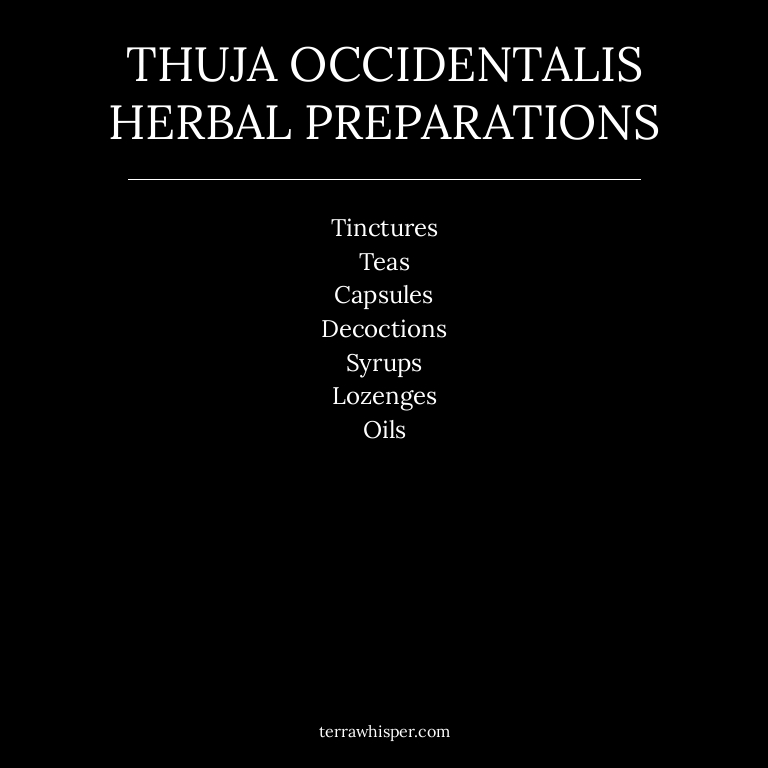 THUJA OCCIDENTALIS
HERBAL PREPARATIONS
Tinctures
Teas
Capsules
Decoctions
Syrups
Lozenges
Oils
terrawhisper.com